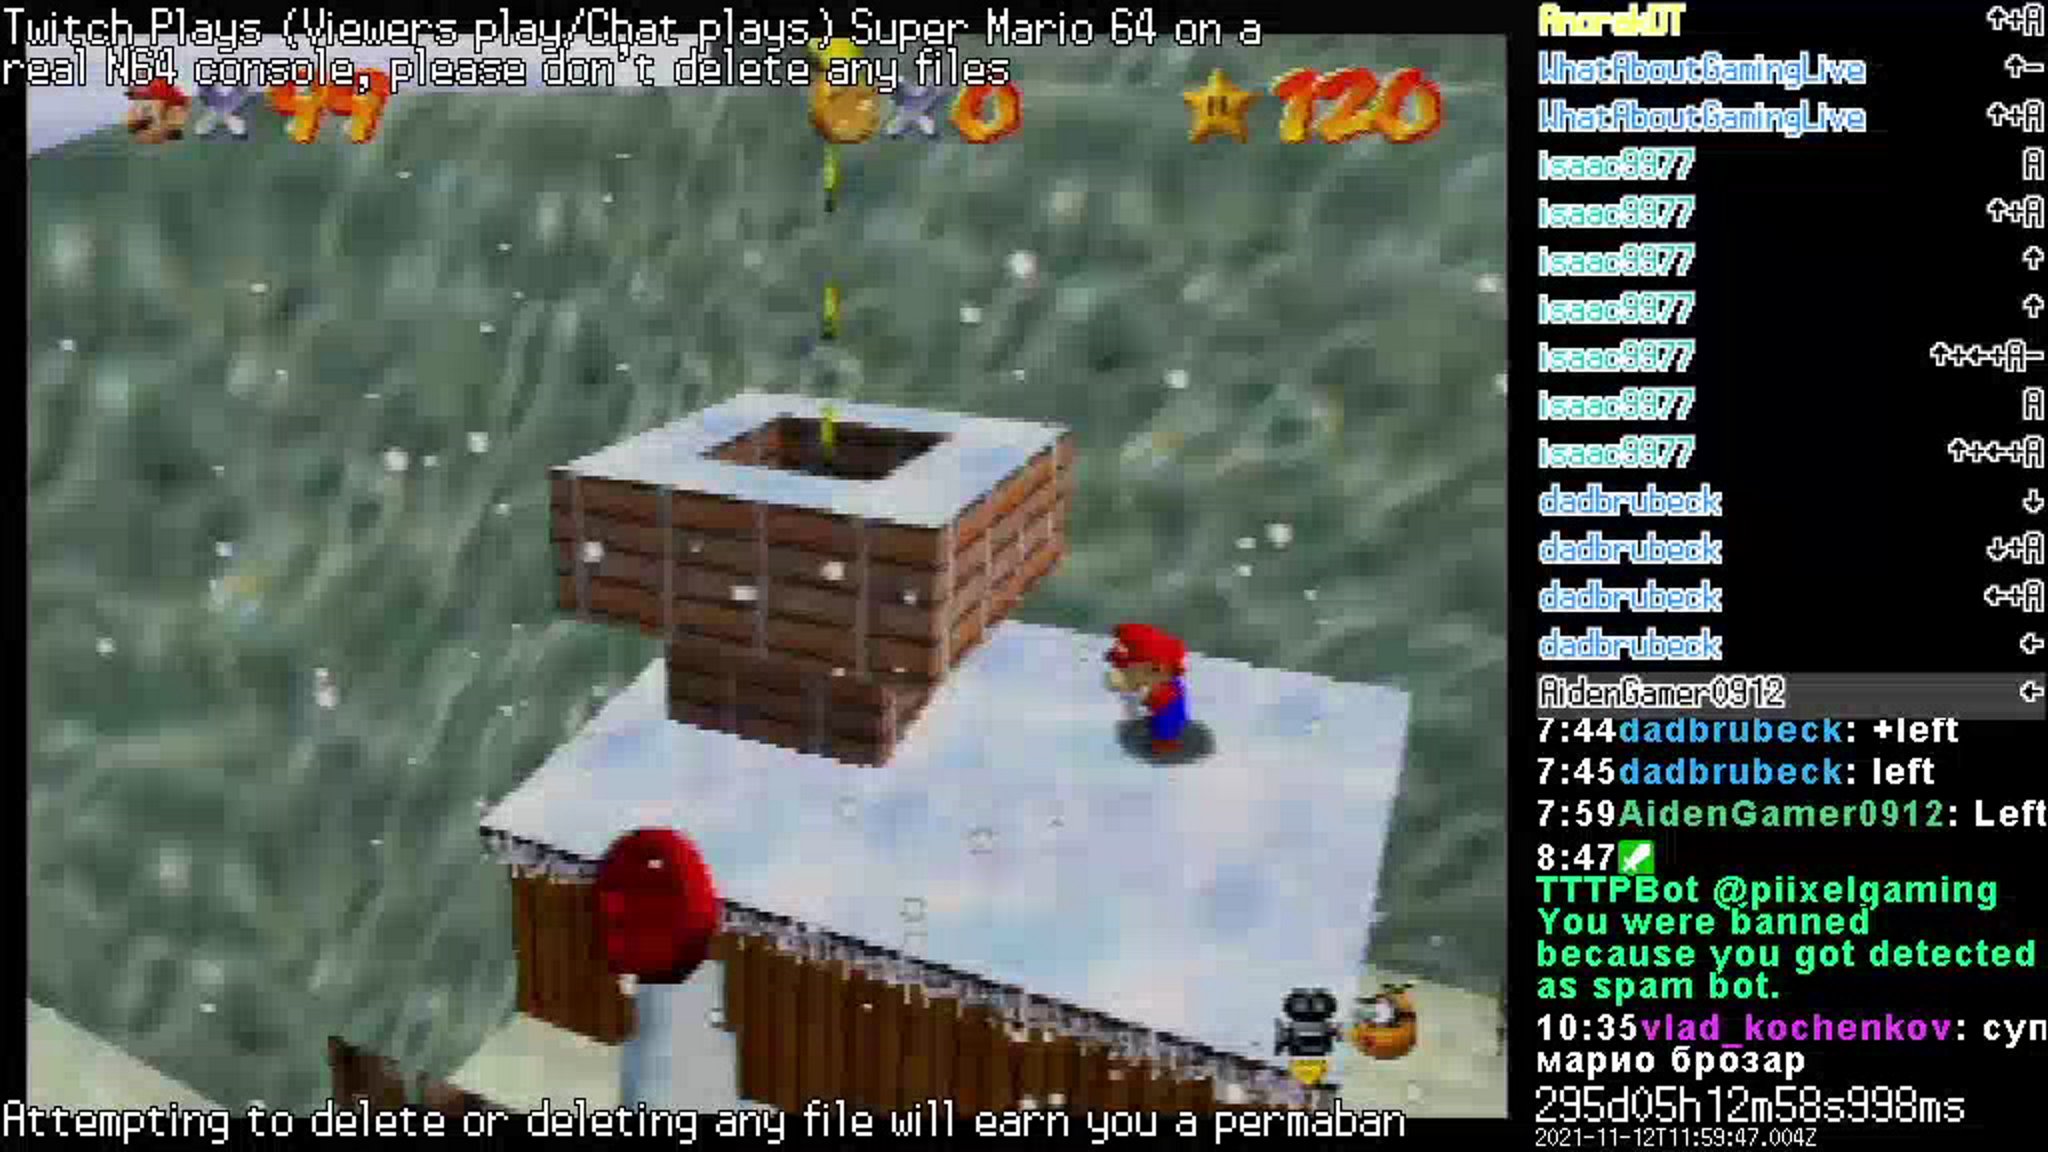 Twitch Plays (Viewers play/Chat plays) Super Mario 64 on a
real N64 console, please don't delete any files
× 99
× 0
120
Attempting to delete or deleting any file will earn you a permaban
AnorakDT ↑+A
WhatAboutGamingLive ↑-
WhatAboutGamingLive ↑+A
isaac9977 A
isaac9977 ↑+A
isaac9977 ↑
isaac9977 ↑
isaac9977 ↑+←+A-
isaac9977 A
isaac9977 ↑+←+A
dadbrubeck ↓
dadbrubeck ↓+A
dadbrubeck ←+A
dadbrubeck ←
AidenGamer0912 ←
7:44dadbrubeck: +left
7:45dadbrubeck: left
7:59AidenGamer0912: Left
8:47
TTTPBot @piixelgaming
You were banned
because you got detected
as spam bot.
10:35vlad_kochenkov: суп
марио брозар
295d05h12m58s998ms
2021-11-12T11:59:47.004Z